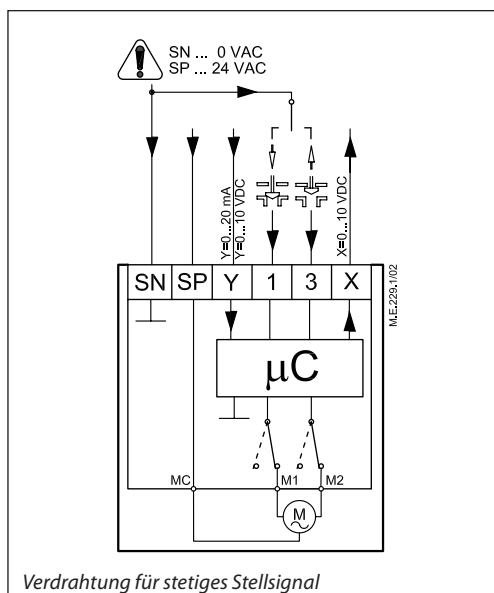 SN ... 0 VAC
SP ... 24 VAC
Y=0...20 mA
Y=0...10 VDC
X=0...10 VDC
SN SP Y 1 3 X
M.E.229.1/02
µC
MC M1 M2
M
Verdrahtung für stetiges Stellsignal